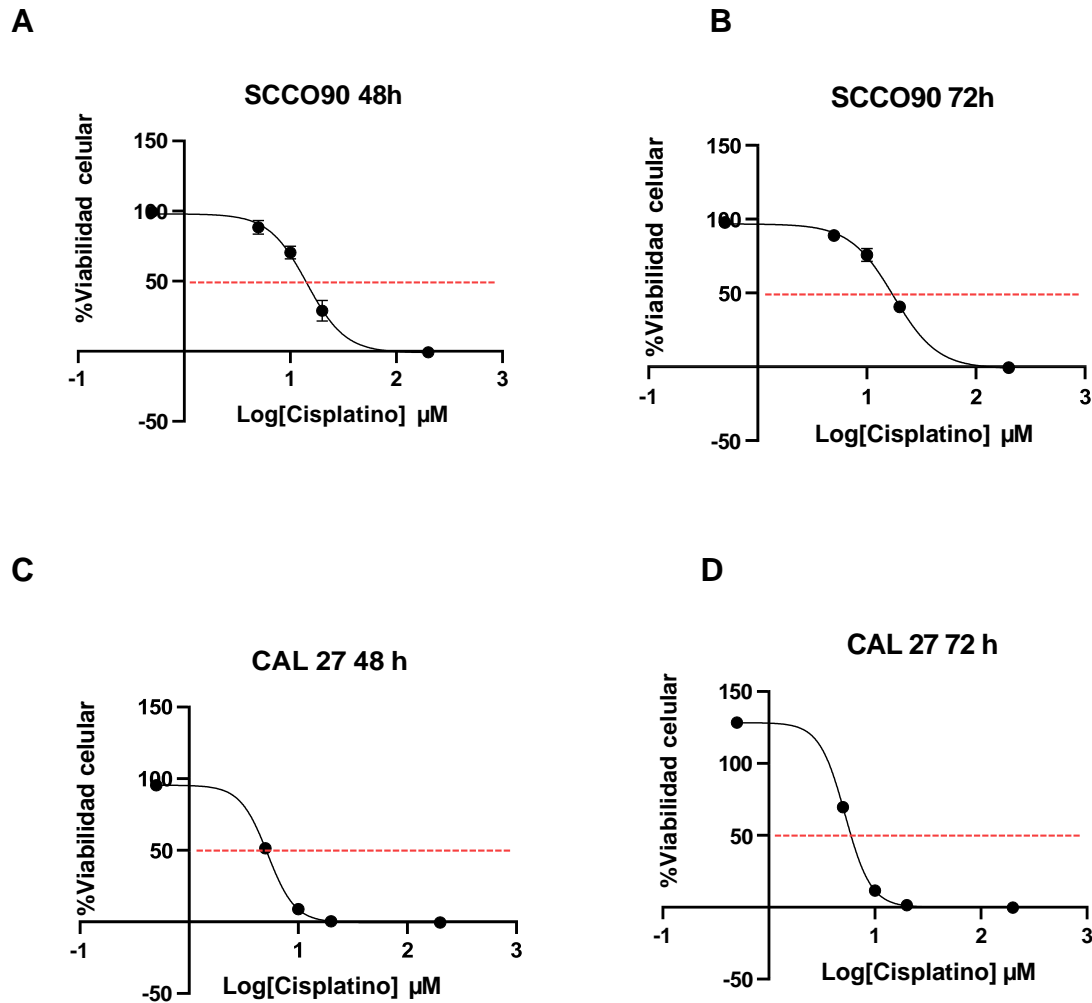 A
B
SCCO90 48h
%Viabilidad celular
150
100
50
-50
-1
1
2
3
Log[Cisplatino] µM
SCCO90 72h
%Viabilidad celular
150
100
50
-50
-1
1
2
3
Log[Cisplatino] µM
C
D
CAL 27 48 h
%Viabilidad celular
150
100
50
-50
-1
1
2
3
Log[Cisplatino] µM
CAL 27 72 h
%Viabilidad celular
150
100
50
-50
-1
1
2
3
Log[Cisplatino] µM